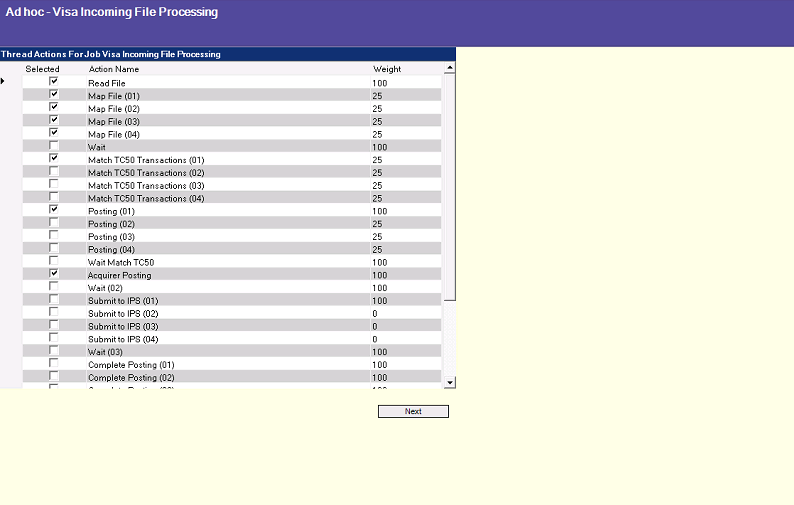 Ad hoc - Visa Incoming File Processing
Thread Actions For Job Visa Incoming File Processing
Selected Action Name Weight
Read File 100
Map File (01) 25
Map File (02) 25
Map File (03) 25
Map File (04) 25
Wait 100
Match TC50 Transactions (01) 25
Match TC50 Transactions (02) 25
Match TC50 Transactions (03) 25
Match TC50 Transactions (04) 25
Posting (01) 100
Posting (02) 25
Posting (03) 25
Posting (04) 25
Wait Match TC50 100
Acquirer Posting 100
Wait (02) 100
Submit to IPS (01) 100
Submit to IPS (02) 0
Submit to IPS (03) 0
Submit to IPS (04) 0
Wait (03) 100
Complete Posting (01) 100
Complete Posting (02) 100
Next